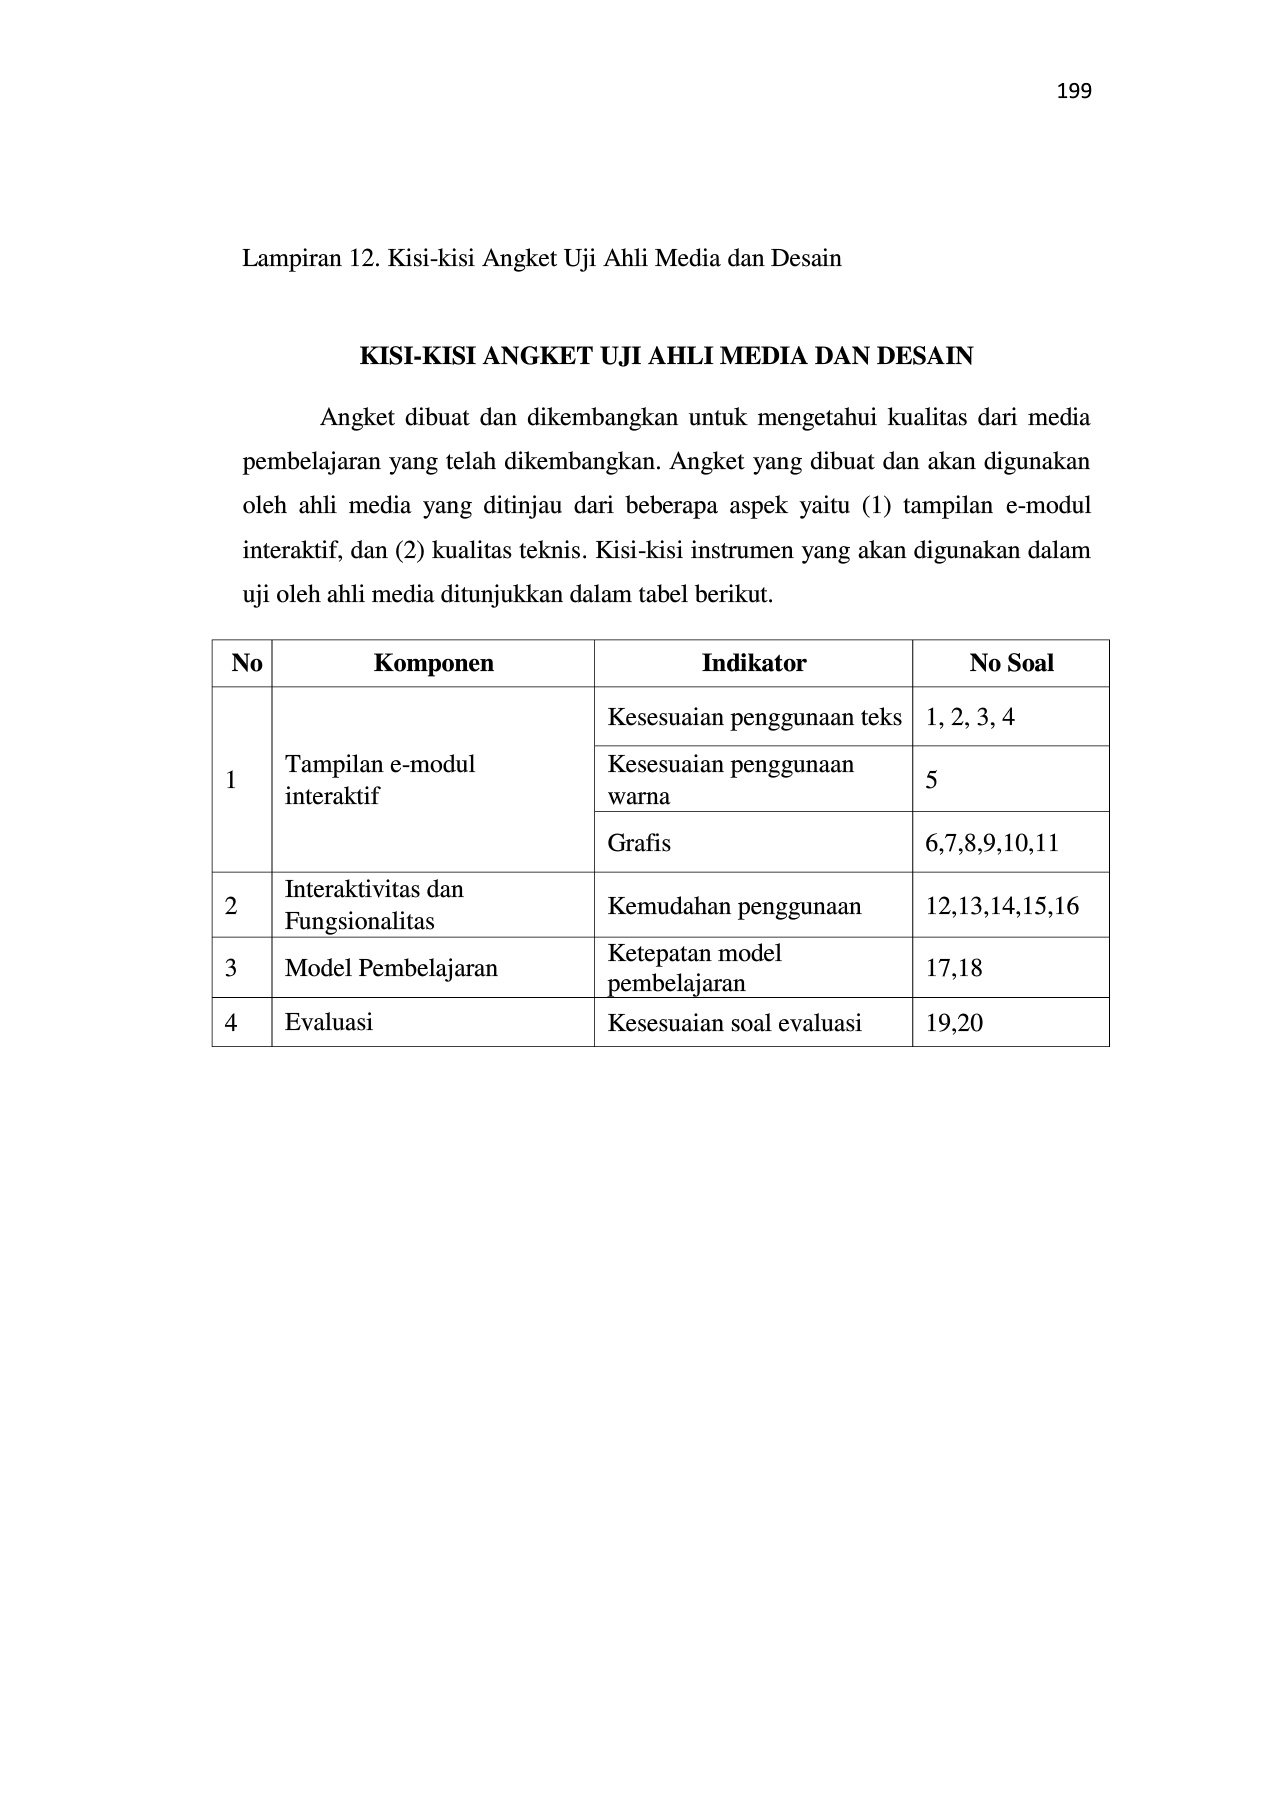 199
Lampiran 12. Kisi-kisi Angket Uji Ahli Media dan Desain
KISI-KISI ANGKET UJI AHLI MEDIA DAN DESAIN
Angket dibuat dan dikembangkan untuk mengetahui kualitas dari media
pembelajaran yang telah dikembangkan. Angket yang dibuat dan akan digunakan
oleh ahli media yang ditinjau dari beberapa aspek yaitu (1) tampilan e-modul
interaktif, dan (2) kualitas teknis. Kisi-kisi instrumen yang akan digunakan dalam
uji oleh ahli media ditunjukkan dalam tabel berikut.
No Komponen Indikator No Soal
1 Tampilan e-modul
interaktif
Kesesuaian penggunaan teks 1, 2, 3, 4
Kesesuaian penggunaan
warna
5
Grafis 6,7,8,9,10,11
2 Interaktivitas dan
Fungsionalitas
Kemudahan penggunaan 12,13,14,15,16
3 Model Pembelajaran
Ketepatan model
pembelajaran
17,18
4 Evaluasi Kesesuaian soal evaluasi 19,20